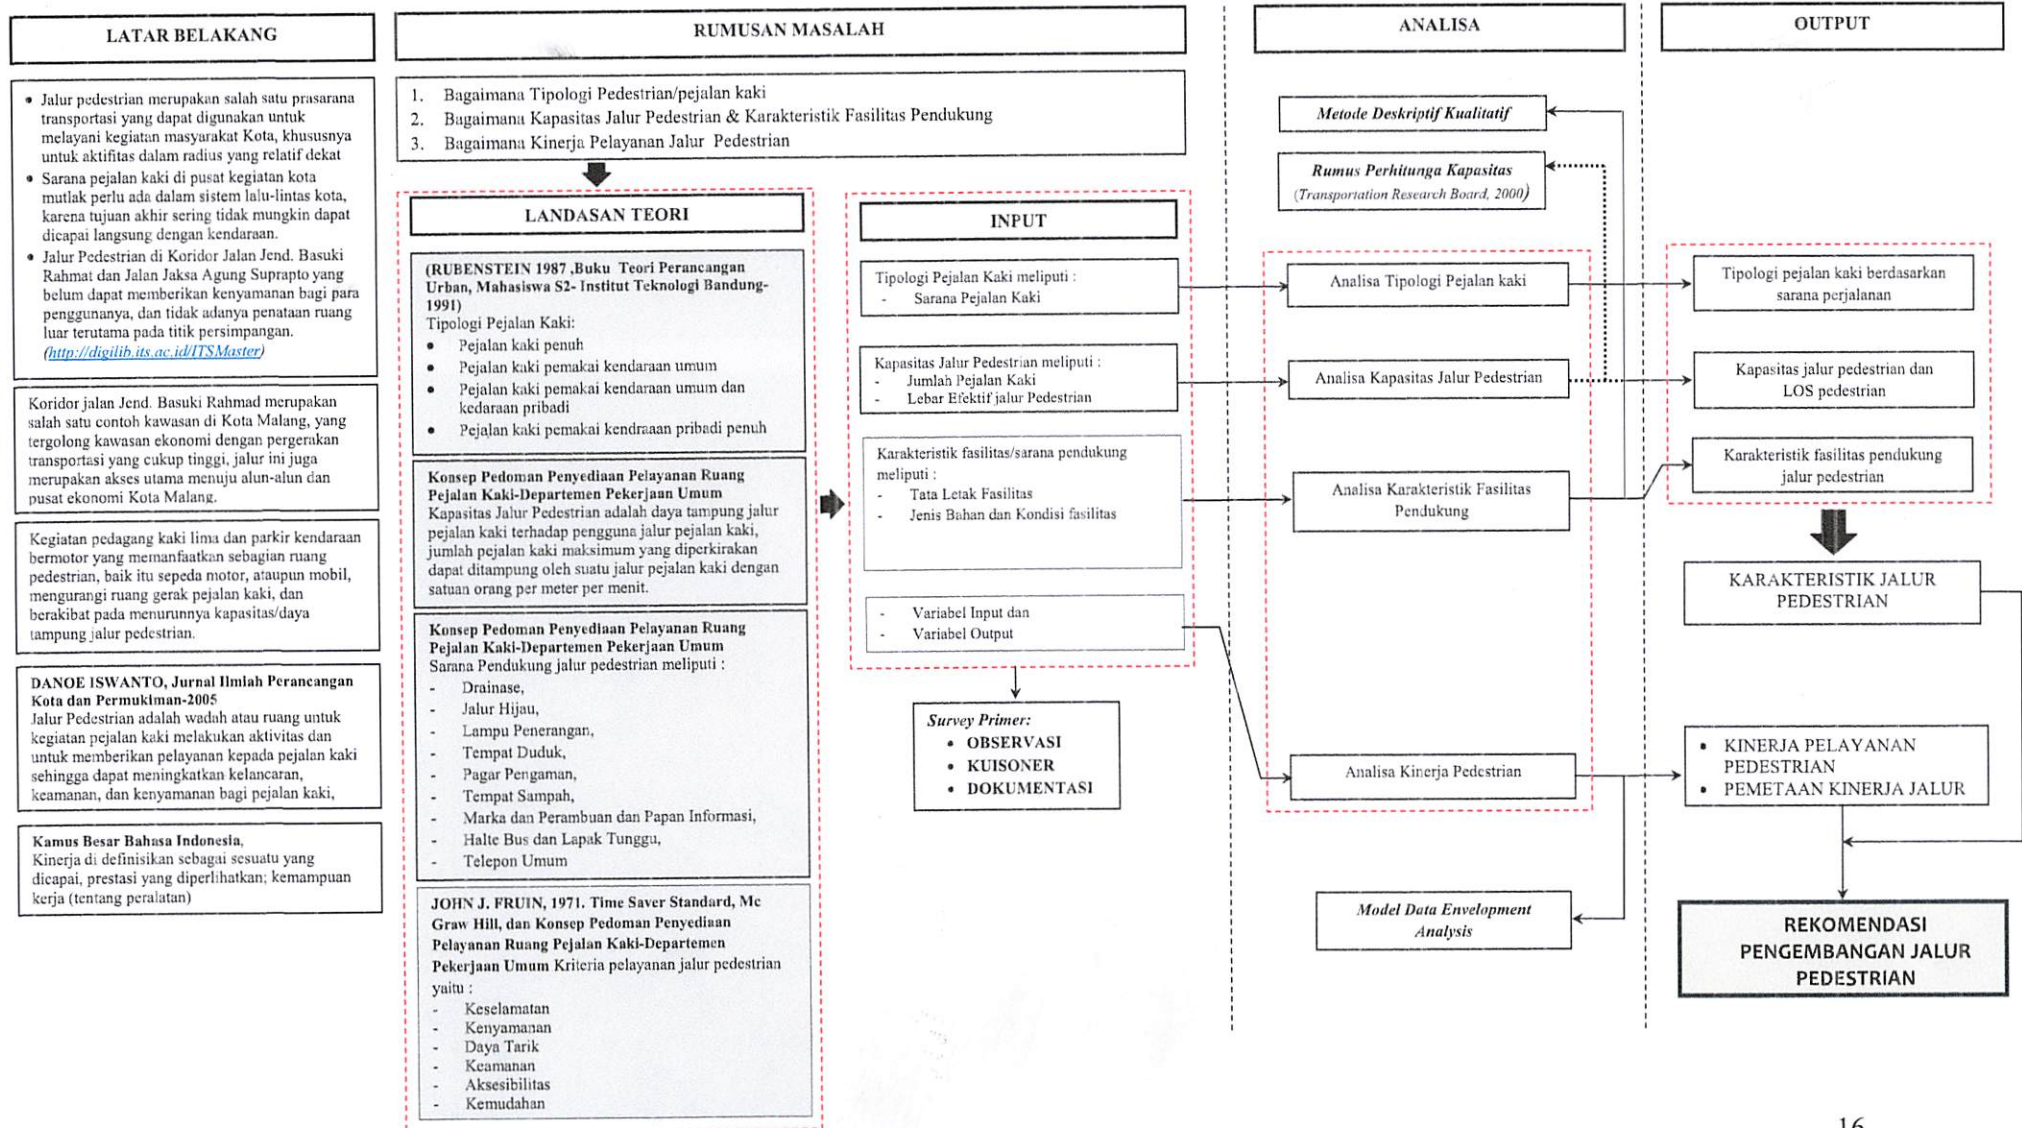 LATAR BELAKANG
• Jalur pedestrian merupakan salah satu prasarana
transportasi yang dapat digunakan untuk
melayani kegiatan masyarakat Kota, khususnya
untuk aktifitas dalam radius yang relatif dekat
• Sarana pejalan kaki di pusat kegiatan kota
mutlak perlu ada dalam sistem lalu-lintas kota,
karena tujuan akhir sering tidak mungkin dapat
dicapai langsung dengan kendaraan.
• Jalur Pedestrian di Koridor Jalan Jend. Basuki
Rahmat dan Jalan Jaksa Agung Suprapto yang
belum dapat memberikan kenyamanan bagi para
penggunanya, dan tidak adanya penataan ruang
luar terutama pada titik persimpangan.
(http://digilib.its.ac.id/ITSMaster)
Koridor jalan Jend. Basuki Rahmad merupakan
salah satu contoh kawasan di Kota Malang, yang
tergolong kawasan ekonomi dengan pergerakan
transportasi yang cukup tinggi, jalur ini juga
merupakan akses utama menuju alun-alun dan
pusat ekonomi Kota Malang.
Kegiatan pedagang kaki lima dan parkir kendaraan
bermotor yang memanfaatkan sebagian ruang
pedestrian, baik itu sepeda motor, ataupun mobil,
mengurangi ruang gerak pejalan kaki, dan
berakibat pada menurunnya kapasitas/daya
tampung jalur pedestrian.
DANOE ISWANTO, Jurnal Ilmiah Perancangan
Kota dan Permukiman-2005
Jalur Pedestrian adalah wadah atau ruang untuk
kegiatan pejalan kaki melakukan aktivitas dan
untuk memberikan pelayanan kepada pejalan kaki
sehingga dapat meningkatkan kelancaran,
keamanan, dan kenyamanan bagi pejalan kaki,
Kamus Besar Bahasa Indonesia,
Kinerja di definisikan sebagai sesuatu yang
dicapai, prestasi yang diperlihatkan; kemampuan
kerja (tentang peralatan)
RUMUSAN MASALAH
1. Bagaimana Tipologi Pedestrian/pejalan kaki
2. Bagaimana Kapasitas Jalur Pedestrian & Karakteristik Fasilitas Pendukung
3. Bagaimana Kinerja Pelayanan Jalur Pedestrian
LANDASAN TEORI
(RUBENSTEIN 1987 ,Buku Teori Perancangan
Urban, Mahasiswa S2- Institut Teknologi Bandung-
1991)
Tipologi Pejalan Kaki:
• Pejalan kaki penuh
• Pejalan kaki pemakai kendaraan umum
• Pejalan kaki pemakai kendaraan umum dan
kedaraan pribadi
• Pejalan kaki pemakai kendraaan pribadi penuh
Konsep Pedoman Penyediaan Pelayanan Ruang
Pejalan Kaki-Departemen Pekerjaan Umum
Kapasitas Jalur Pedestrian adalah daya tampung jalur
pejalan kaki terhadap pengguna jalur pejalan kaki,
jumlah pejalan kaki maksimum yang diperkirakan
dapat ditampung oleh suatu jalur pejalan kaki dengan
satuan orang per meter per menit.
Konsep Pedoman Penyediaan Pelayanan Ruang
Pejalan Kaki-Departemen Pekerjaan Umum
Sarana Pendukung jalur pedestrian meliputi :
- Drainase,
- Jalur Hijau,
- Lampu Penerangan,
- Tempat Duduk,
- Pagar Pengaman,
- Tempat Sampah,
- Marka dan Perambuan dan Papan Informasi,
- Halte Bus dan Lapak Tunggu,
- Telepon Umum
JOHN J. FRUIN, 1971. Time Saver Standard, Mc
Graw Hill, dan Konsep Pedoman Penyediaan
Pelayanan Ruang Pejalan Kaki-Departemen
Pekerjaan Umum Kriteria pelayanan jalur pedestrian
yaitu :
- Keselamatan
- Kenyamanan
- Daya Tarik
- Keamanan
- Aksesibilitas
- Kemudahan
INPUT
Tipologi Pejalan Kaki meliputi :
- Sarana Pejalan Kaki
Kapasitas Jalur Pedestrian meliputi :
- Jumlah Pejalan Kaki
- Lebar Efektif jalur Pedestrian
Karakteristik fasilitas/sarana pendukung
meliputi :
- Tata Letak Fasilitas
- Jenis Bahan dan Kondisi fasilitas
- Variabel Input dan
- Variabel Output
Survey Primer:
• OBSERVASI
• KUISONER
• DOKUMENTASI
ANALISA
Metode Deskriptif Kualitatif
Rumus Perhitunga Kapasitas
(Transportation Research Board, 2000)
Analisa Tipologi Pejalan kaki
Analisa Kapasitas Jalur Pedestrian
Analisa Karakteristik Fasilitas
Pendukung
Analisa Kinerja Pedestrian
Model Data Envelopment
Analysis
OUTPUT
Tipologi pejalan kaki berdasarkan
sarana perjalanan
Kapasitas jalur pedestrian dan
LOS pedestrian
Karakteristik fasilitas pendukung
jalur pedestrian
KARAKTERISTIK JALUR
PEDESTRIAN
• KINERJA PELAYANAN
PEDESTRIAN
• PEMETAAN KINERJA JALUR
REKOMENDASI
PENGEMBANGAN JALUR
PEDESTRIAN
16